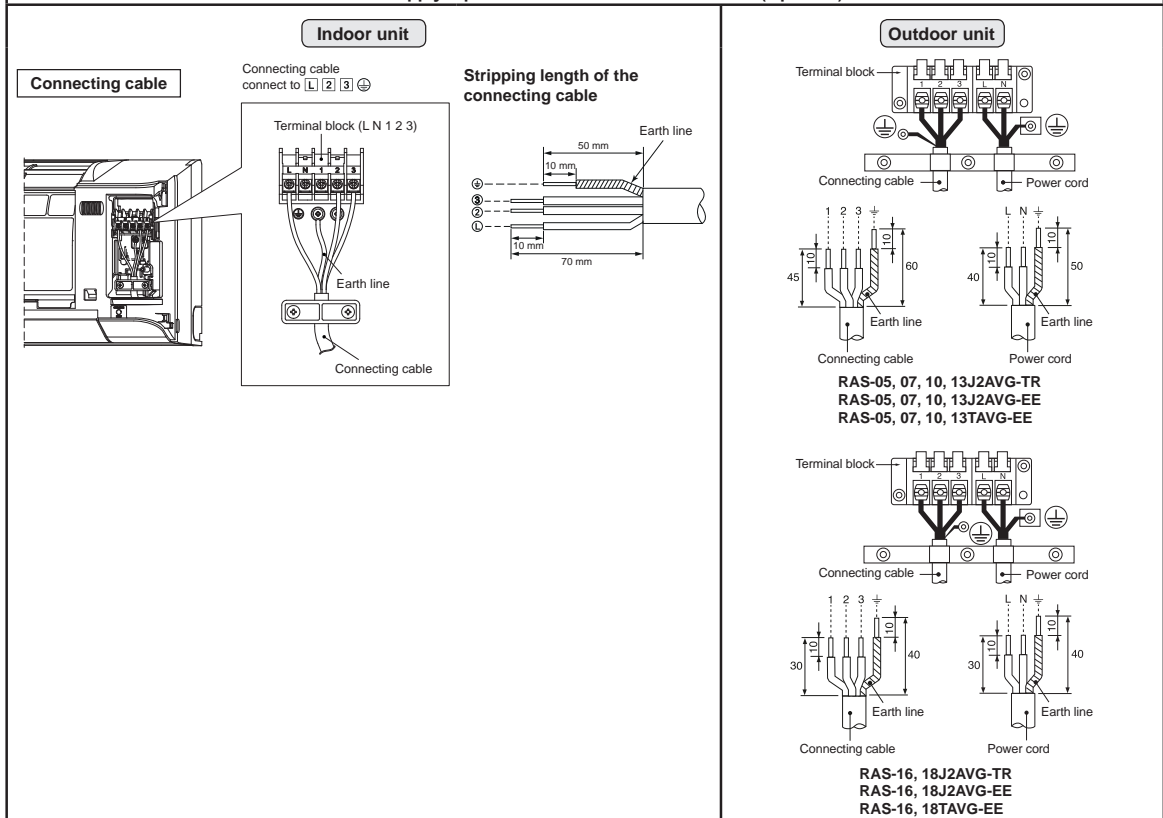 Indoor unit
Connecting cable
Connecting cable
connect to L 2 3 ⏚
Terminal block (L N 1 2 3)
L N 1 2 3
Earth line
Connecting cable
Stripping length of the
connecting cable
Earth line
50 mm
10 mm
⏚
3
2
L
10 mm
70 mm
Outdoor unit
Terminal block
1 2 3 L N
Connecting cable
Power cord
1 2 3 ⏚
10
45
10
60
Earth line
Connecting cable
L N ⏚
10
40
10
50
Earth line
Power cord
RAS-05, 07, 10, 13J2AVG-TR
RAS-05, 07, 10, 13J2AVG-EE
RAS-05, 07, 10, 13TAVG-EE
Terminal block
1 2 3 L N
Connecting cable
Power cord
1 2 3 ⏚
10
30
10
40
Earth line
Connecting cable
L N ⏚
10
30
10
40
Earth line
Power cord
RAS-16, 18J2AVG-TR
RAS-16, 18J2AVG-EE
RAS-16, 18TAVG-EE